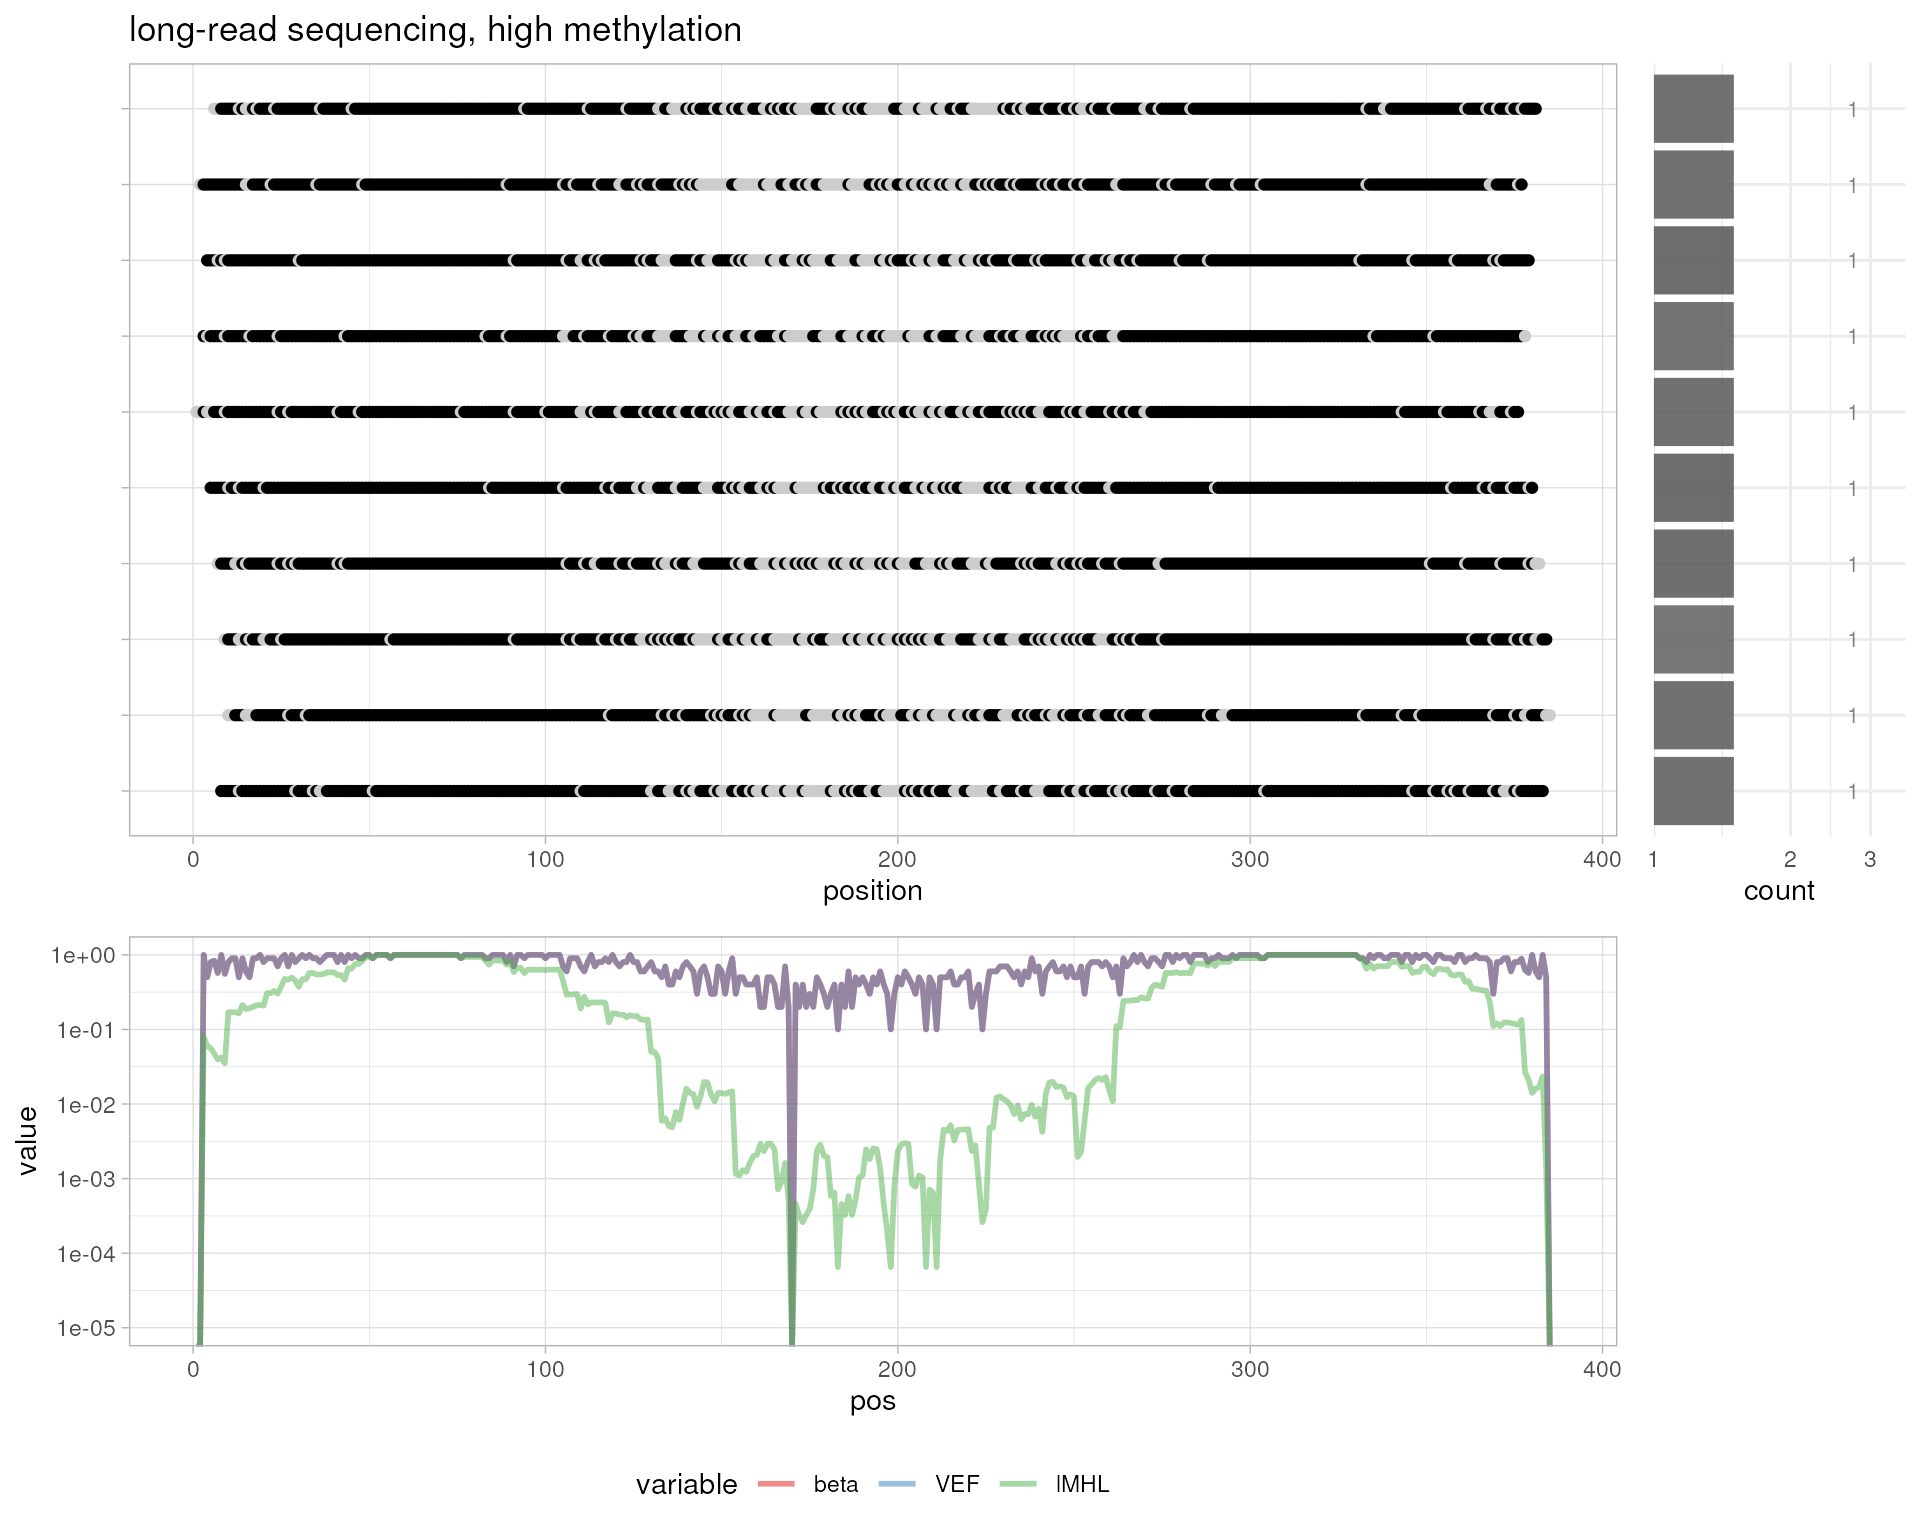 long-read sequencing, high methylation
1
1
1
1
1
1
1
1
1
1
0 100 200 300 400 1 2 3
position count
1e+00
1e-01
1e-02
1e-03
1e-04
1e-05
value
0 100 200 300 400
pos
variable beta VEF lMHL